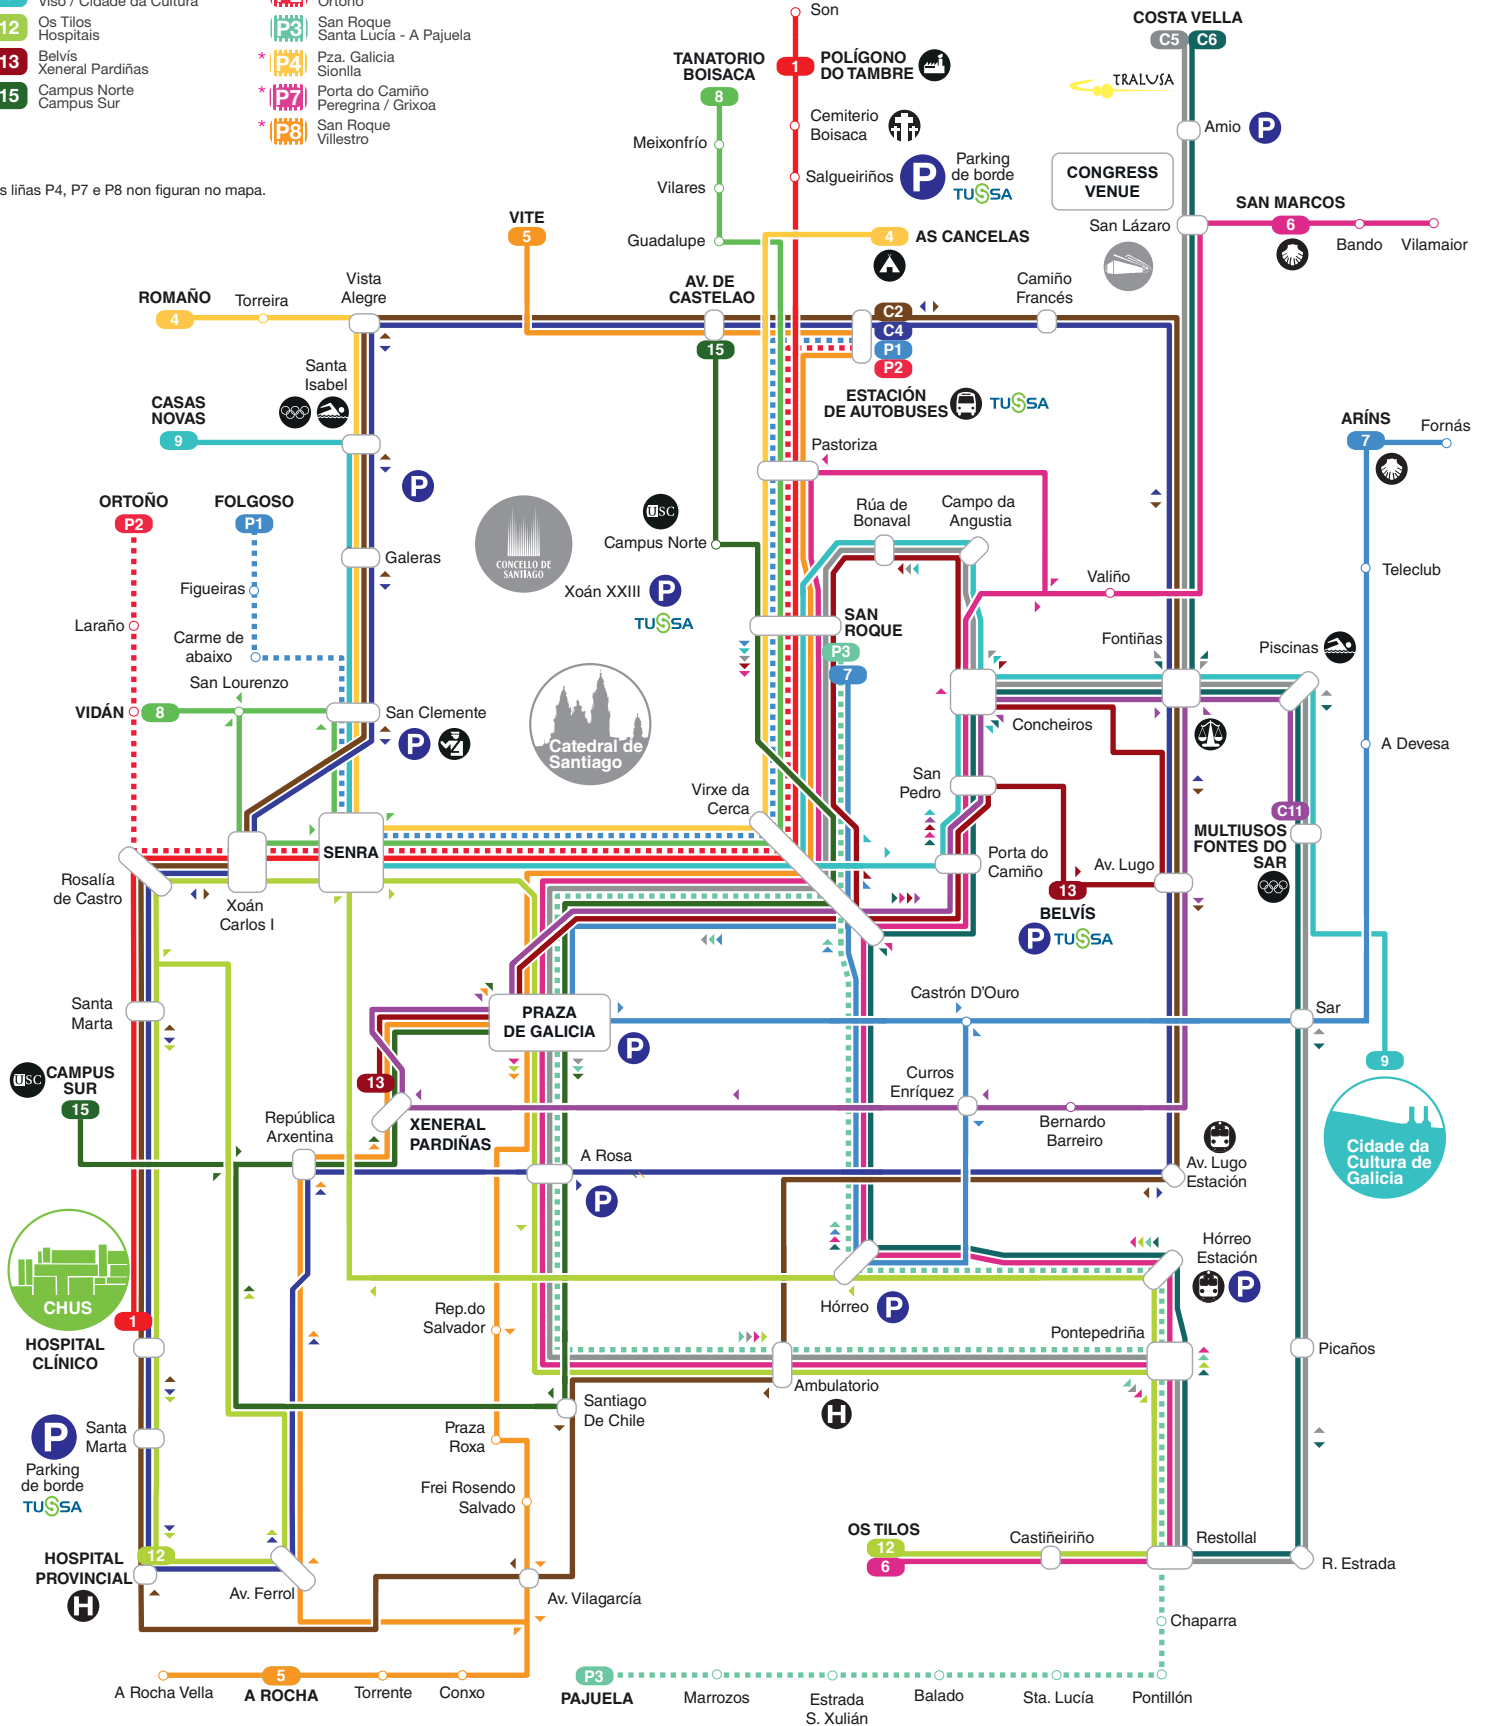 Viso / Cidade da Cultura
12 Os Tilos
Hospitais
13 Belvís
Xeneral Pardiñas
15 Campus Norte
Campus Sur
Ortoño
P3 San Roque
Santa Lucía - A Pajuela
* P4 Pza. Galicia
Sionlla
* P7 Porta do Camiño
Peregrina / Grixoa
* P8 San Roque
Villestro
s liñas P4, P7 e P8 non figuran no mapa.
Son
1
POLÍGONO
DO TAMBRE
Cemiterio
Boisaca
Salgueiriños
P
Parking
de borde
TUSSA
TANATORIO
BOISACA
8
Meixonfrío
Vilares
Guadalupe
COSTA VELLA
C5 C6
TRALUSA
Amio P
CONGRESS
VENUE
San Lázaro
SAN MARCOS
6
Bando
Vilamaior
VITE
5
4 AS CANCELAS
ROMAÑO
4
Torreira
Vista
Alegre
AV. DE
CASTELAO
15
Camiño
Francés
C2
C4
P1
P2
ESTACIÓN
DE AUTOBUSES
TUSSA
Santa
Isabel
CASAS
NOVAS
9
P
Pastoriza
ARÍNS
7
Fornás
ORTOÑO
P2
FOLGOSO
P1
CONCELLO DE
SANTIAGO
USC
Campus Norte
Rúa de
Bonaval
Campo da
Angustia
Galeras
Figueiras
Xoán XXIII P
TUSSA
Valiño
Teleclub
Laraño
Carme de
abaixo
SAN
ROQUE
P3
7
Fontiñas
Piscinas
San Lourenzo
VIDÁN 8
San Clemente
P
Catedral de
Santiago
Concheiros
A Devesa
Virxe da
Cerca
San
Pedro
C11
MULTIUSOS
FONTES DO
SAR
SENRA
Porta do
Camiño
Av. Lugo
13
BELVÍS
P TUSSA
Rosalía
de Castro
Xoán
Carlos I
Santa
Marta
PRAZA
DE GALICIA
P
Castrón D'Ouro
Sar
USC CAMPUS
SUR
15
13
XENERAL
PARDIÑAS
Curros
Enríquez
Bernardo
Barreiro
9
Cidade da
Cultura de
Galicia
República
Arxentina
A Rosa
P
Av. Lugo
Estación
CHUS
1
HOSPITAL
CLÍNICO
Rep.do
Salvador
Hórreo P
Hórreo
Estación
P
Pontepedriña
Picaños
Ambulatorio
H
Santiago
De Chile
P
Santa
Marta
Parking
de borde
TUSSA
Praza
Roxa
Frei Rosendo
Salvado
OS TILOS
12
6
Castiñeiriño
Restollal
R. Estrada
HOSPITAL
PROVINCIAL
12
H
Av. Ferrol
Av. Vilagarcía
Chaparra
A Rocha Vella
5
A ROCHA
Torrente
Conxo
P3
PAJUELA
Marrozos
Estrada
S. Xulián
Balado
Sta. Lucía
Pontillón